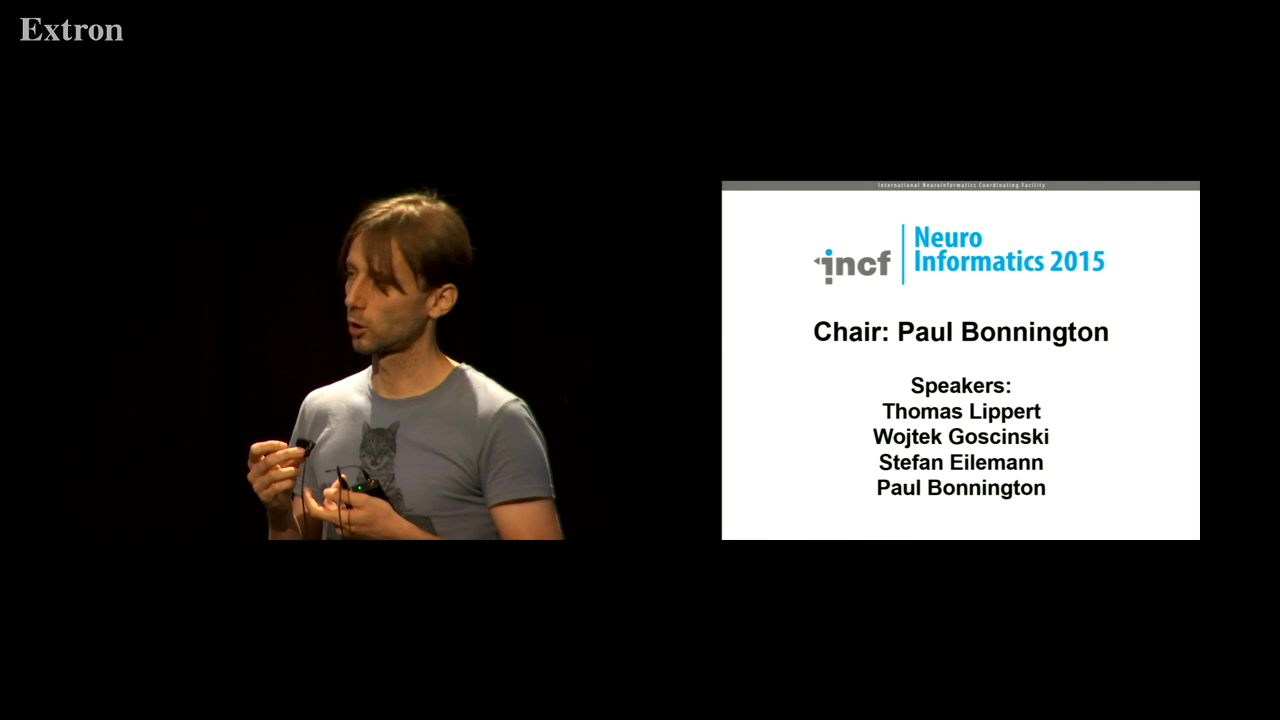 Extron
International Neuroinformatics Coordinating Facility
incf
Neuro
Informatics 2015
Chair: Paul Bonnington
Speakers:
Thomas Lippert
Wojtek Goscinski
Stefan Eilemann
Paul Bonnington